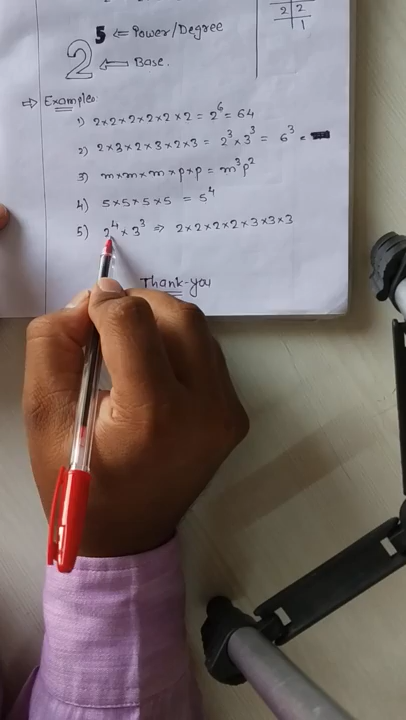 2 | 2
1
2⁵ ⇐ Power/Degree
⇐ Base.
⇒ Examples:
1) 2×2×2×2×2×2 = 2⁶ = 64
2) 2×3×2×3×2×3 = 2³×3³ = 6³ =
3) m×m×m×p×p = m³p²
4) 5×5×5×5 = 5⁴
5) 2⁴×3³ ⇒ 2×2×2×2×3×3×3
Thank-you